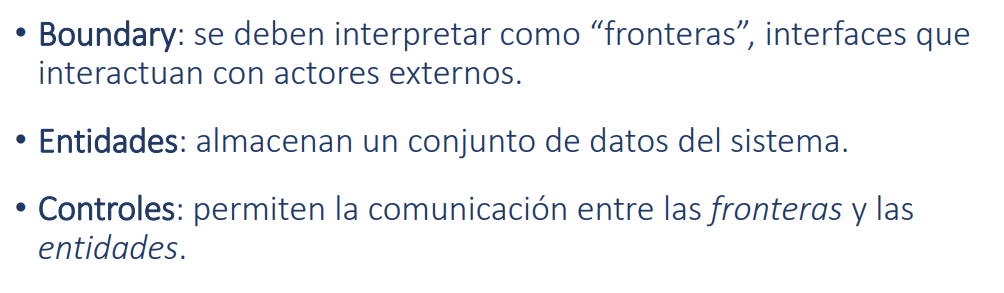 • Boundary: se deben interpretar como “fronteras”, interfaces que
interactuan con actores externos.
• Entidades: almacenan un conjunto de datos del sistema.
• Controles: permiten la comunicación entre las fronteras y las
entidades.